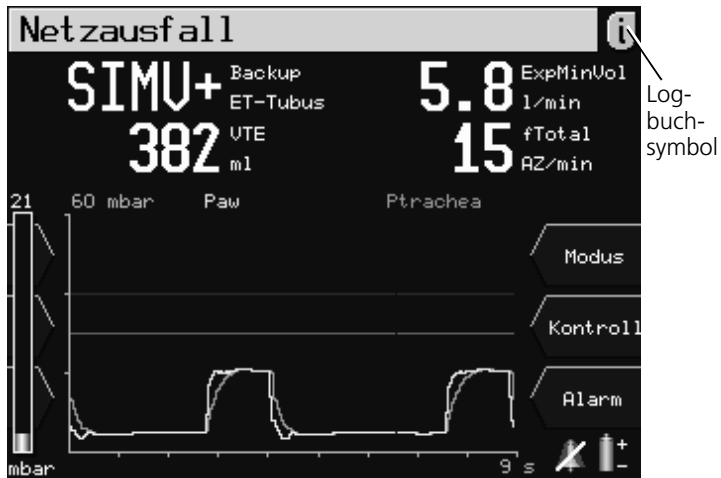 Netzausfall
i
Log-
buch-
symbol
SIMV+ Backup
ET-Tubus
5.8 ExpMinVol
l/min
382 VTE
ml
15 fTotal
AZ/min
21
60 mbar Paw Ptrachea
Modus
Kontroll
Alarm
mbar
9 s
+
-